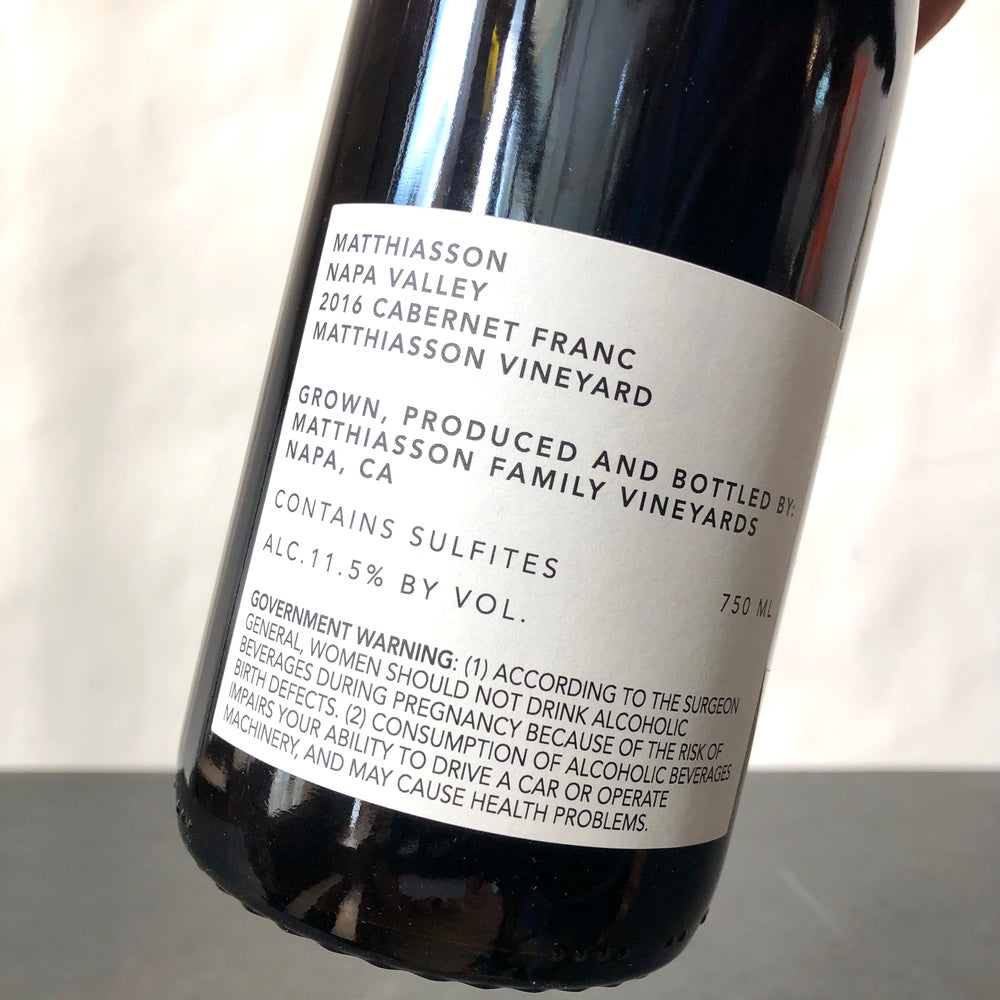 MATTHIASSON
NAPA VALLEY
2016 CABERNET FRANC
MATTHIASSON VINEYARD
GROWN, PRODUCED AND BOTTLED BY:
MATTHIASSON FAMILY VINEYARDS
NAPA, CA
CONTAINS SULFITES
ALC.11.5% BY VOL.
750 ML
GOVERNMENT WARNING: (1) ACCORDING TO THE SURGEON
GENERAL, WOMEN SHOULD NOT DRINK ALCOHOLIC
BEVERAGES DURING PREGNANCY BECAUSE OF THE RISK OF
BIRTH DEFECTS. (2) CONSUMPTION OF ALCOHOLIC BEVERAGES
IMPAIRS YOUR ABILITY TO DRIVE A CAR OR OPERATE
MACHINERY, AND MAY CAUSE HEALTH PROBLEMS.